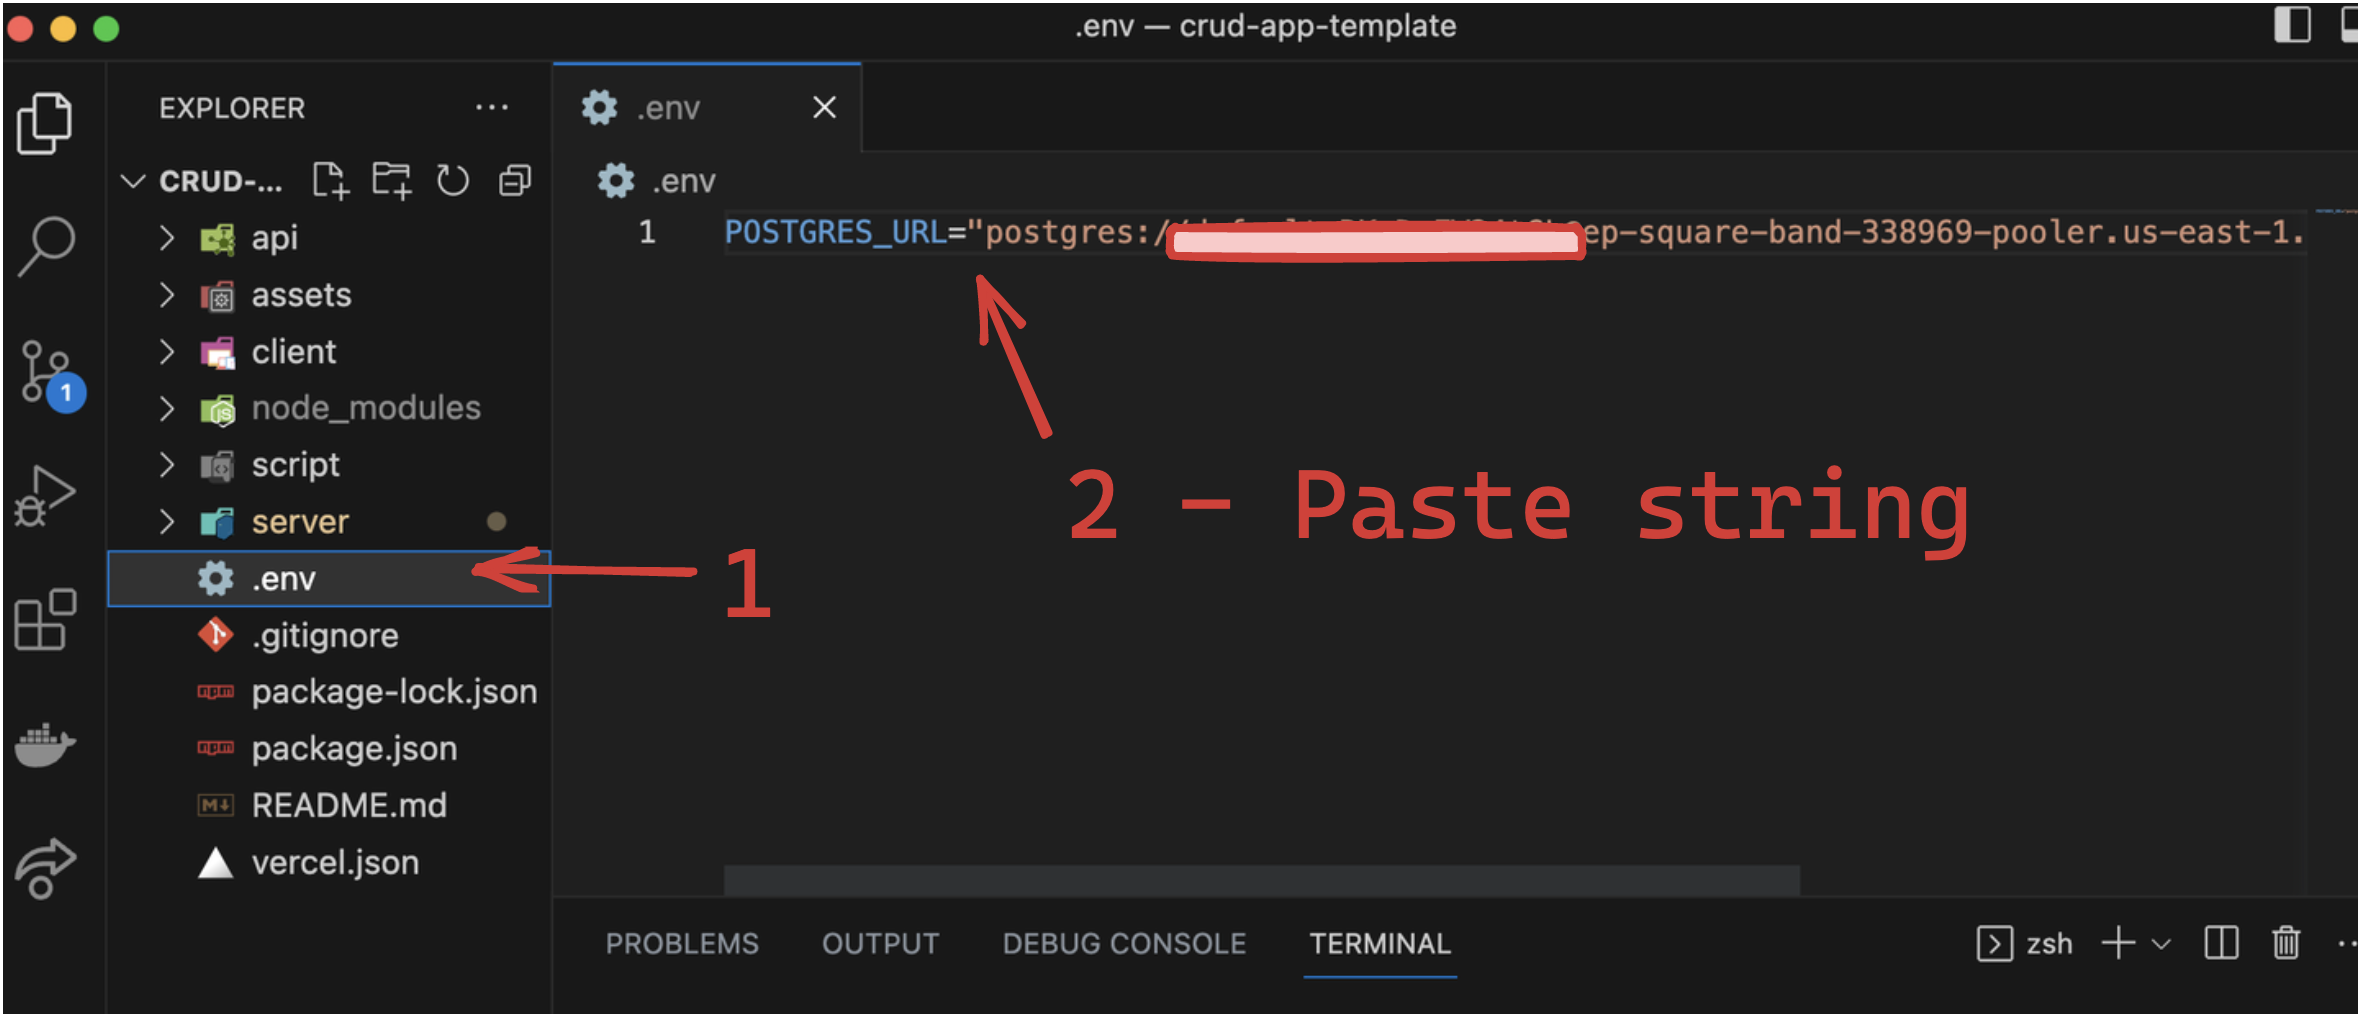 .env — crud-app-template
EXPLORER
CRUD-...
api
assets
client
node_modules
script
server
.env
.gitignore
package-lock.json
package.json
README.md
vercel.json
1
.env
.env
1 POSTGRES_URL="postgres:/ ep-square-band-338969-pooler.us-east-1.
2 - Paste string
1
PROBLEMS OUTPUT DEBUG CONSOLE TERMINAL zsh